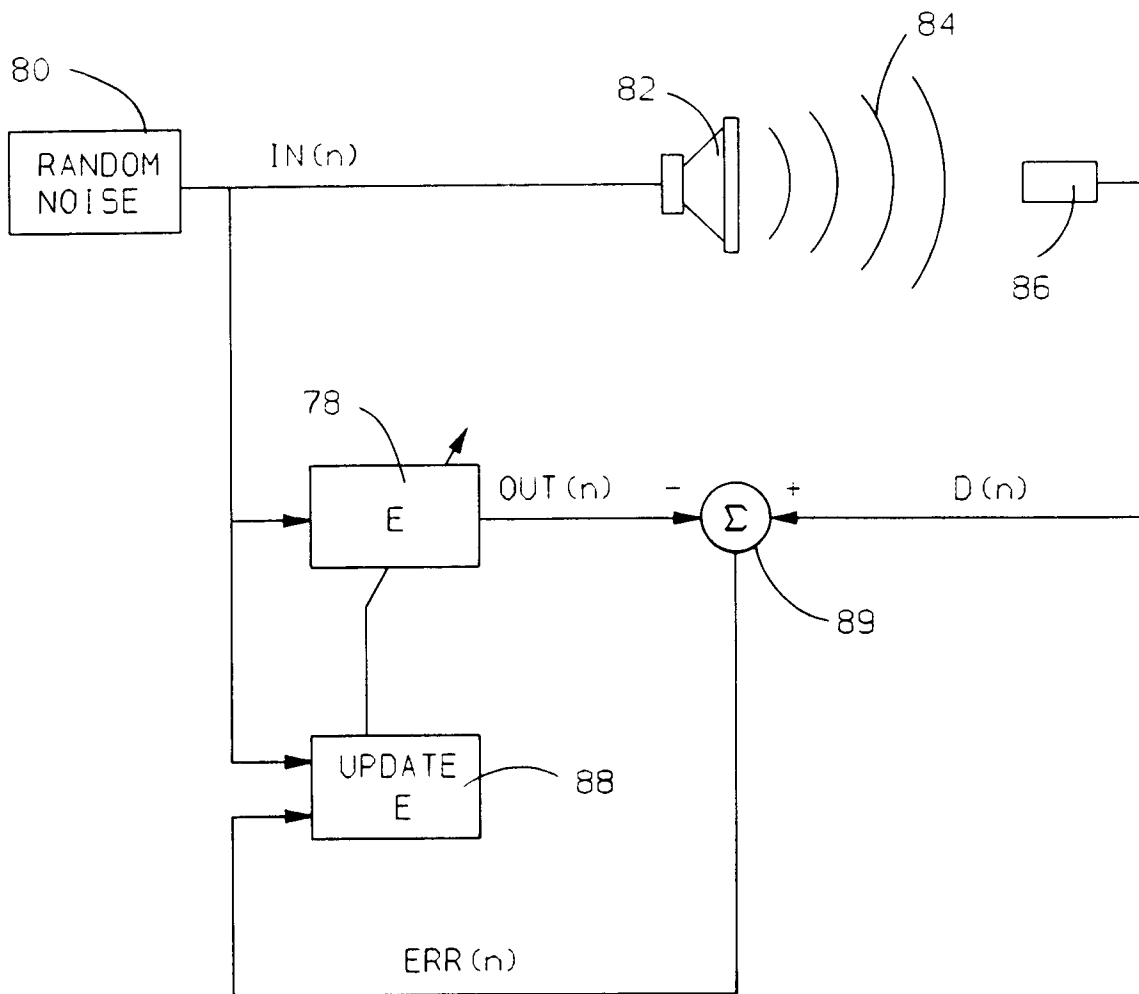 84
80
82
RANDOM
NOISE
IN(n)
86
78
E
OUT(n)
-
+
D(n)
Σ
89
UPDATE
E
88
ERR(n)